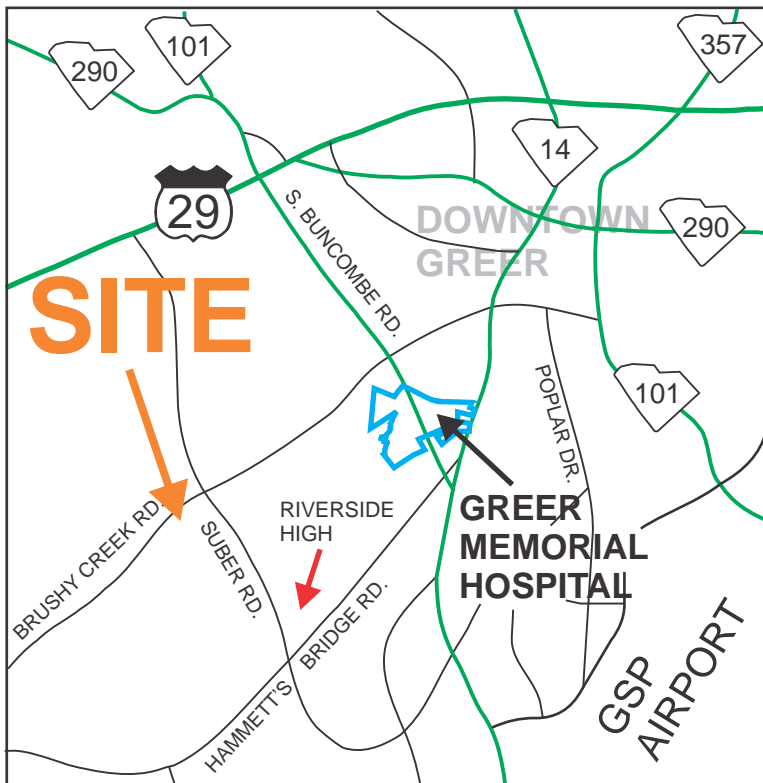 101
357
290
14
29
DOWNTOWN
GREER
290
S. BUNCOMBE RD.
SITE
POPLAR DR.
101
RIVERSIDE
HIGH
GREER
MEMORIAL
HOSPITAL
BRUSHY CREEK RD.
SUBER RD.
HAMMETT'S BRIDGE RD.
GSP
AIRPORT